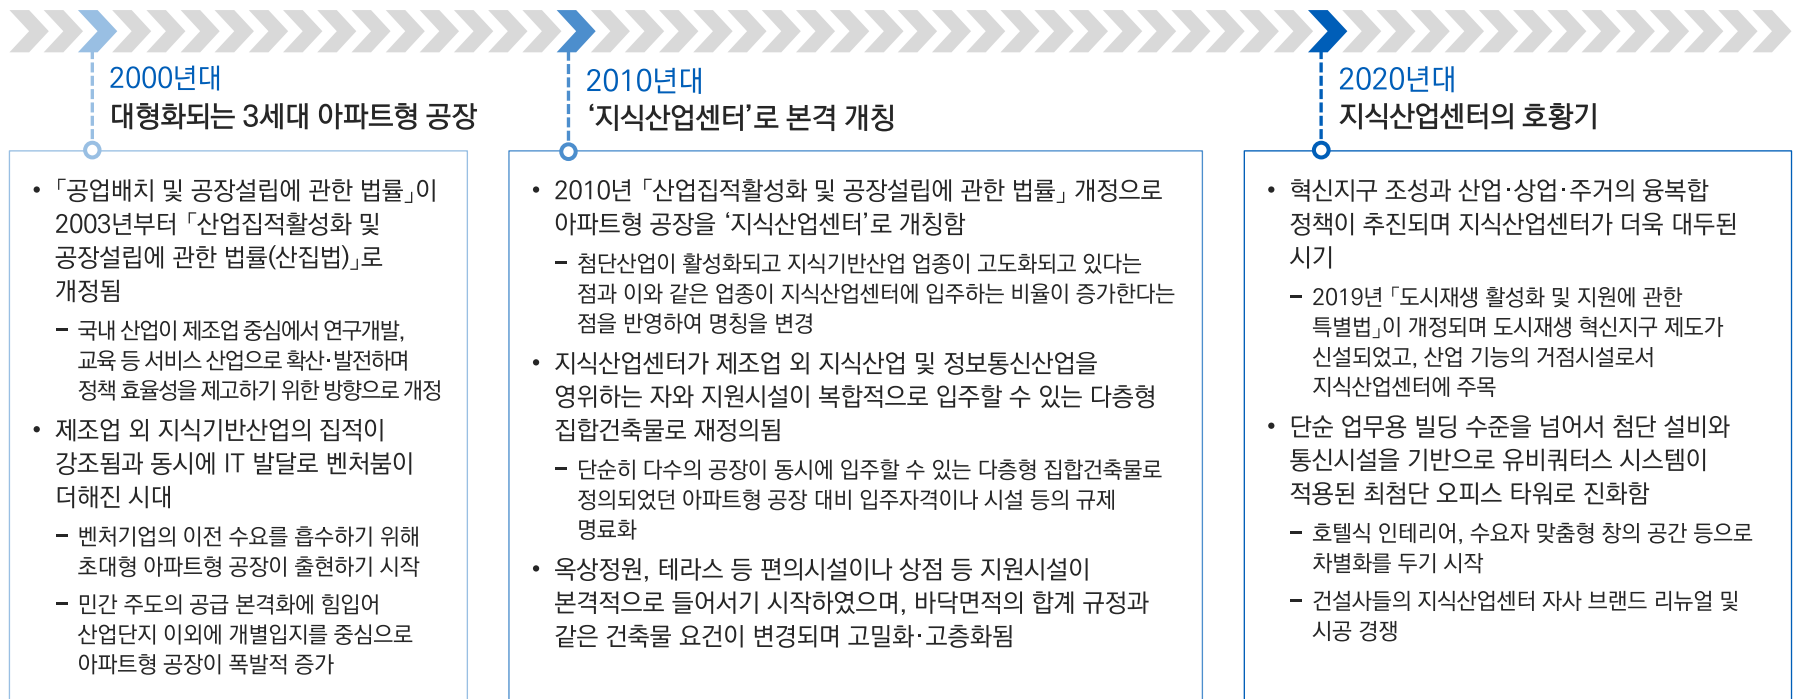 2000년대
대형화되는 3세대 아파트형 공장
• 「공업배치 및 공장설립에 관한 법률」이
2003년부터 「산업집적활성화 및
공장설립에 관한 법률(산집법)」로
개정됨
– 국내 산업이 제조업 중심에서 연구개발,
교육 등 서비스 산업으로 확산·발전하며
정책 효율성을 제고하기 위한 방향으로 개정
• 제조업 외 지식기반산업의 집적이
강조됨과 동시에 IT 발달로 벤처붐이
더해진 시대
– 벤처기업의 이전 수요를 흡수하기 위해
초대형 아파트형 공장이 출현하기 시작
– 민간 주도의 공급 본격화에 힘입어
산업단지 이외에 개별입지를 중심으로
아파트형 공장이 폭발적 증가
2010년대
‘지식산업센터’로 본격 개칭
• 2010년 「산업집적활성화 및 공장설립에 관한 법률」 개정으로
아파트형 공장을 ‘지식산업센터’로 개칭함
– 첨단산업이 활성화되고 지식기반산업 업종이 고도화되고 있다는
점과 이와 같은 업종이 지식산업센터에 입주하는 비율이 증가한다는
점을 반영하여 명칭을 변경
• 지식산업센터가 제조업 외 지식산업 및 정보통신산업을
영위하는 자와 지원시설이 복합적으로 입주할 수 있는 다층형
집합건축물로 재정의됨
– 단순히 다수의 공장이 동시에 입주할 수 있는 다층형 집합건축물로
정의되었던 아파트형 공장 대비 입주자격이나 시설 등의 규제
명료화
• 옥상정원, 테라스 등 편의시설이나 상점 등 지원시설이
본격적으로 들어서기 시작하였으며, 바닥면적의 합계 규정과
같은 건축물 요건이 변경되며 고밀화·고층화됨
2020년대
지식산업센터의 호황기
• 혁신지구 조성과 산업·상업·주거의 융복합
정책이 추진되며 지식산업센터가 더욱 대두된
시기
– 2019년 「도시재생 활성화 및 지원에 관한
특별법」이 개정되며 도시재생 혁신지구 제도가
신설되었고, 산업 기능의 거점시설로서
지식산업센터에 주목
• 단순 업무용 빌딩 수준을 넘어서 첨단 설비와
통신시설을 기반으로 유비쿼터스 시스템이
적용된 최첨단 오피스 타워로 진화함
– 호텔식 인테리어, 수요자 맞춤형 창의 공간 등으로
차별화를 두기 시작
– 건설사들의 지식산업센터 자사 브랜드 리뉴얼 및
시공 경쟁